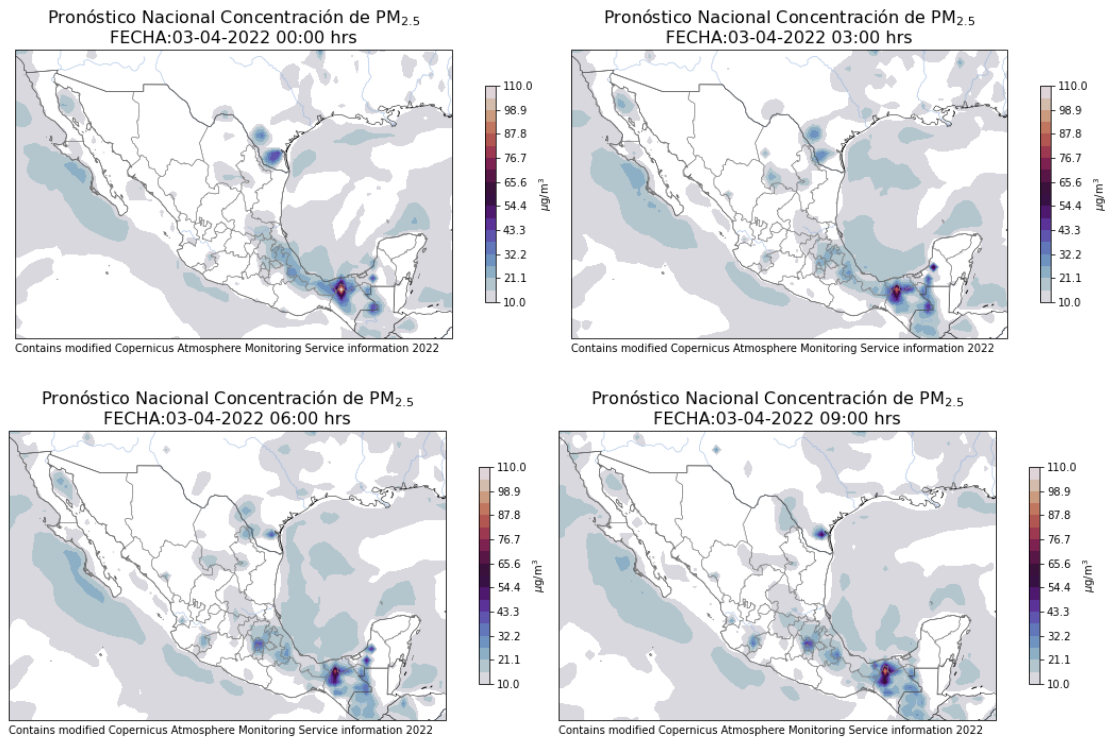 Pronóstico Nacional Concentración de PM₂.₅
FECHA:03-04-2022 00:00 hrs
110.0
98.9
87.8
76.7
65.6
54.4
43.3
32.2
21.1
10.0
μg/m³
Contains modified Copernicus Atmosphere Monitoring Service information 2022
Pronóstico Nacional Concentración de PM₂.₅
FECHA:03-04-2022 03:00 hrs
110.0
98.9
87.8
76.7
65.6
54.4
43.3
32.2
21.1
10.0
μg/m³
Contains modified Copernicus Atmosphere Monitoring Service information 2022
Pronóstico Nacional Concentración de PM₂.₅
FECHA:03-04-2022 06:00 hrs
110.0
98.9
87.8
76.7
65.6
54.4
43.3
32.2
21.1
10.0
μg/m³
Contains modified Copernicus Atmosphere Monitoring Service information 2022
Pronóstico Nacional Concentración de PM₂.₅
FECHA:03-04-2022 09:00 hrs
110.0
98.9
87.8
76.7
65.6
54.4
43.3
32.2
21.1
10.0
μg/m³
Contains modified Copernicus Atmosphere Monitoring Service information 2022